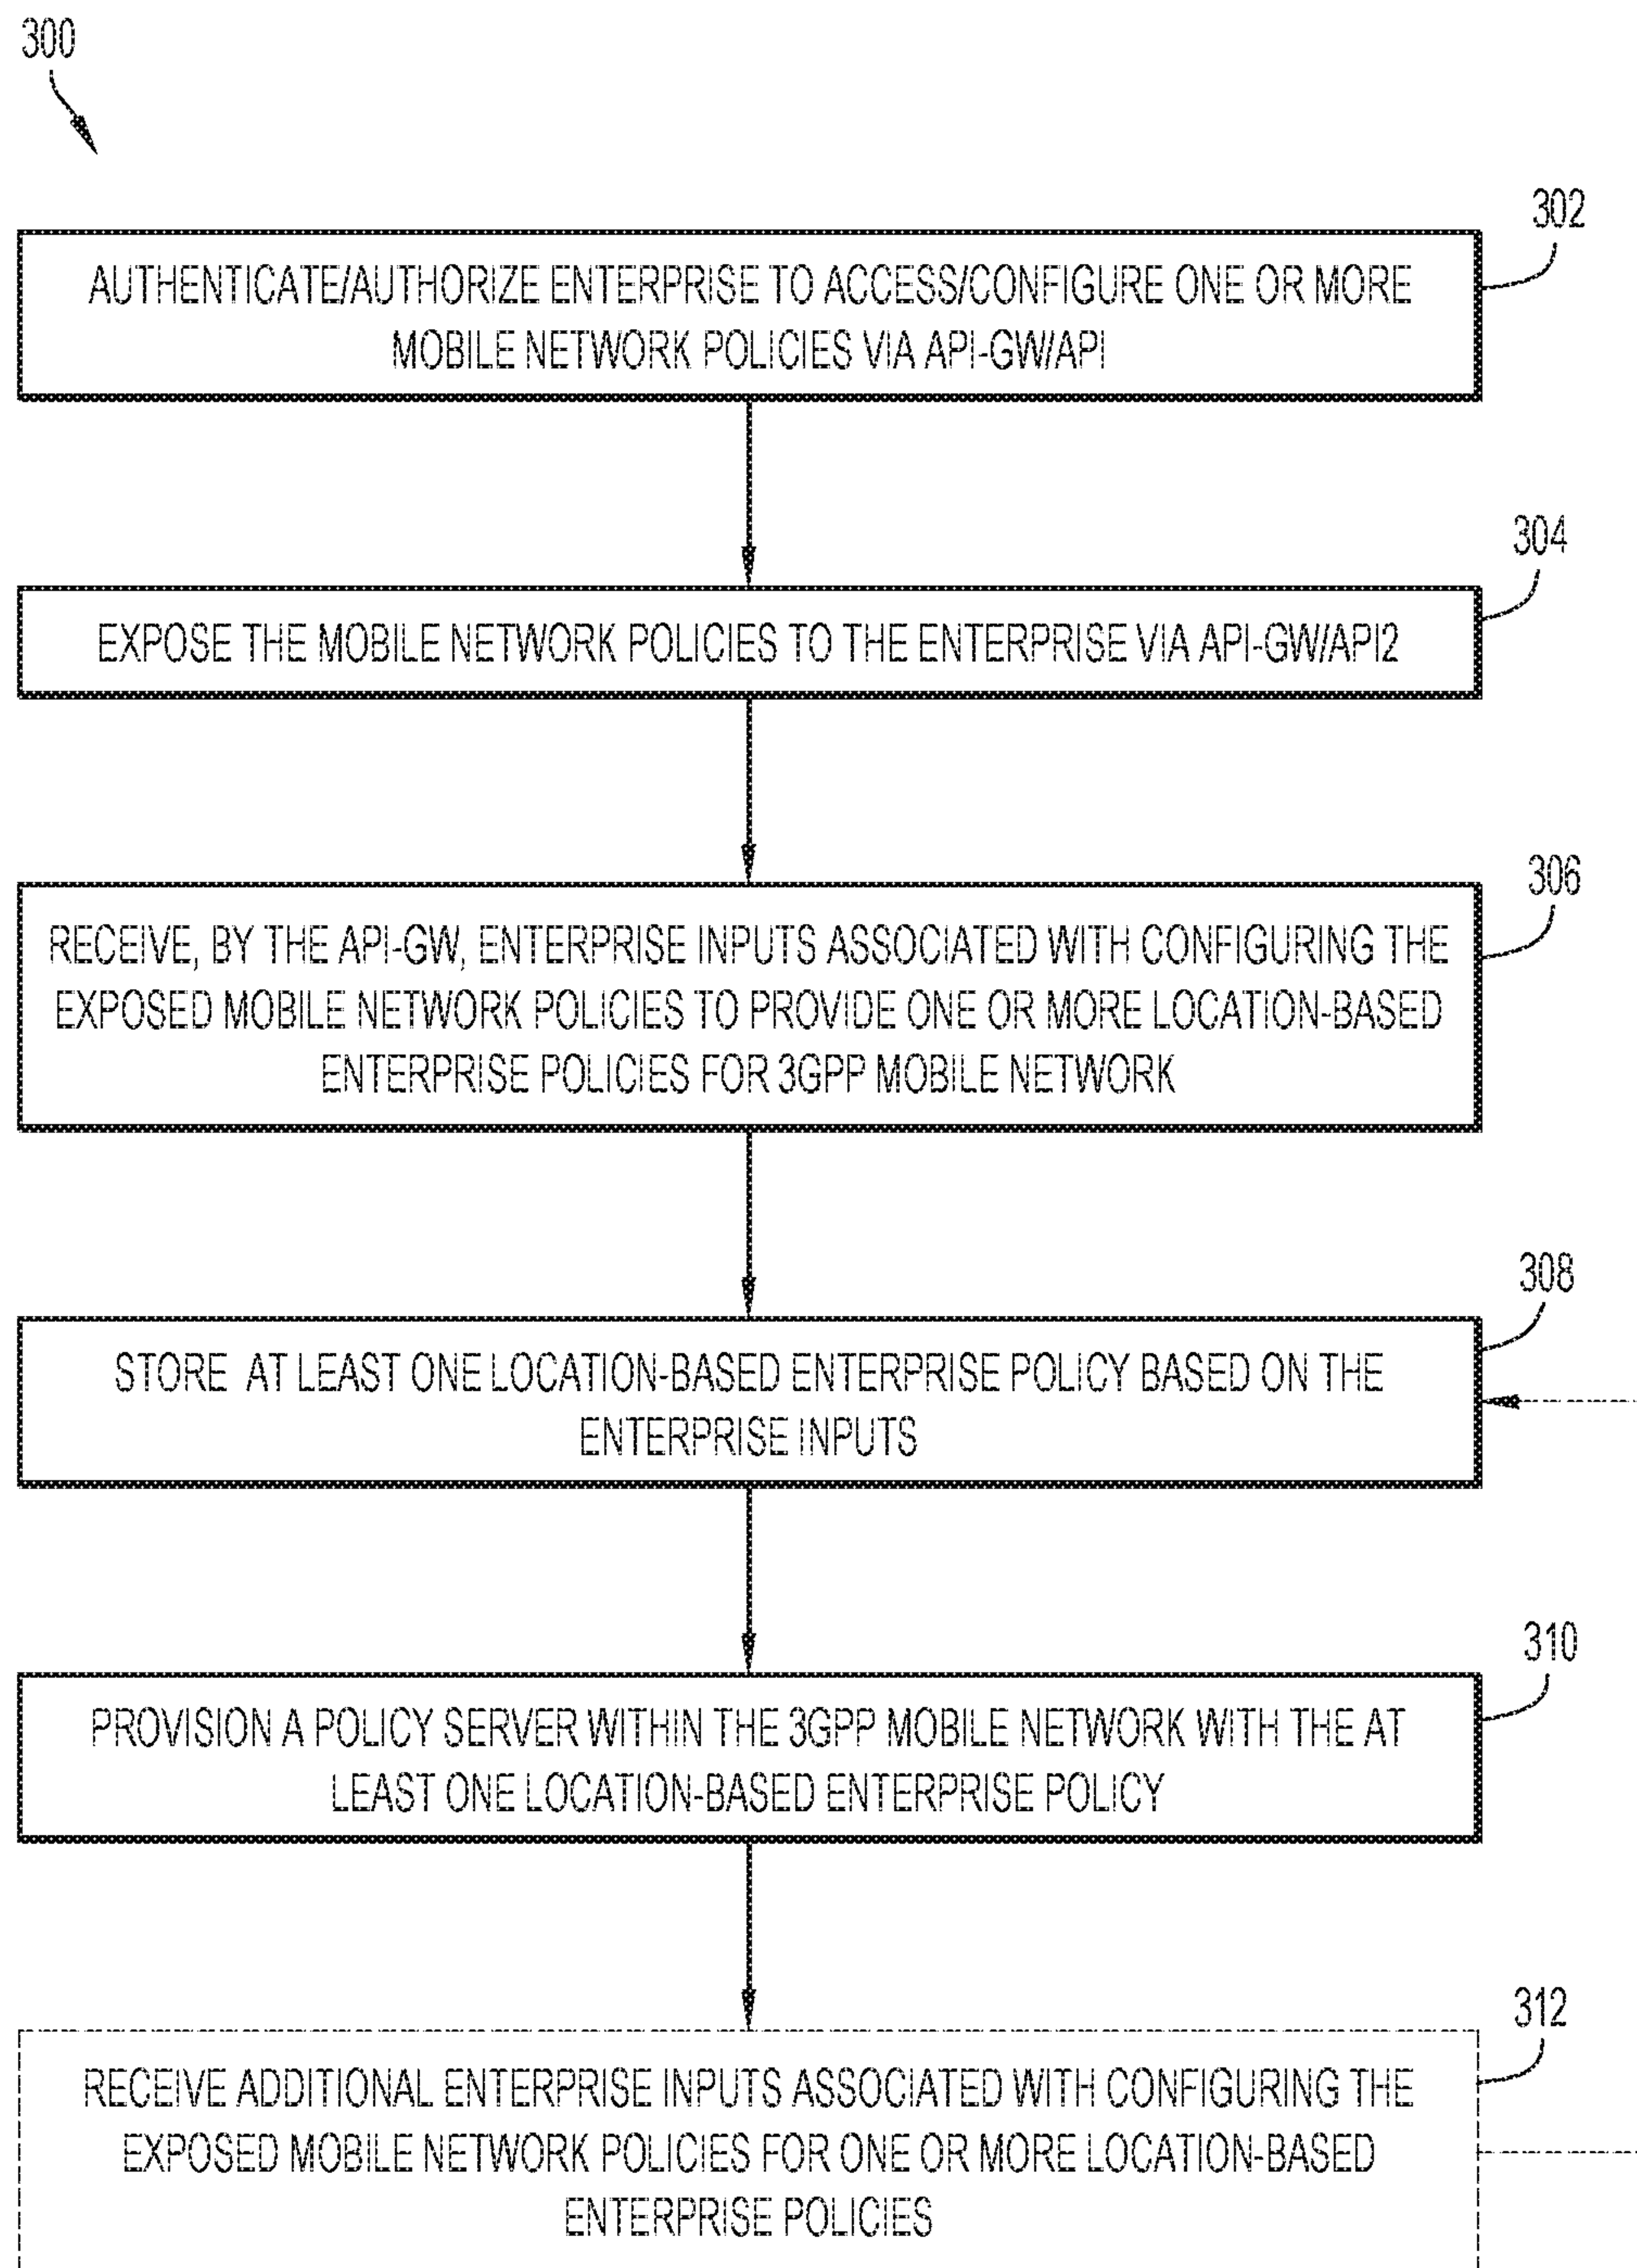 300
302
AUTHENTICATE/AUTHORIZE ENTERPRISE TO ACCESS/CONFIGURE ONE OR MORE
MOBILE NETWORK POLICIES VIA API-GW/API
304
EXPOSE THE MOBILE NETWORK POLICIES TO THE ENTERPRISE VIA API-GW/API2
306
RECEIVE, BY THE API-GW, ENTERPRISE INPUTS ASSOCIATED WITH CONFIGURING THE
EXPOSED MOBILE NETWORK POLICIES TO PROVIDE ONE OR MORE LOCATION-BASED
ENTERPRISE POLICIES FOR 3GPP MOBILE NETWORK
308
STORE AT LEAST ONE LOCATION-BASED ENTERPRISE POLICY BASED ON THE
ENTERPRISE INPUTS
310
PROVISION A POLICY SERVER WITHIN THE 3GPP MOBILE NETWORK WITH THE AT
LEAST ONE LOCATION-BASED ENTERPRISE POLICY
312
RECEIVE ADDITIONAL ENTERPRISE INPUTS ASSOCIATED WITH CONFIGURING THE
EXPOSED MOBILE NETWORK POLICIES FOR ONE OR MORE LOCATION-BASED
ENTERPRISE POLICIES